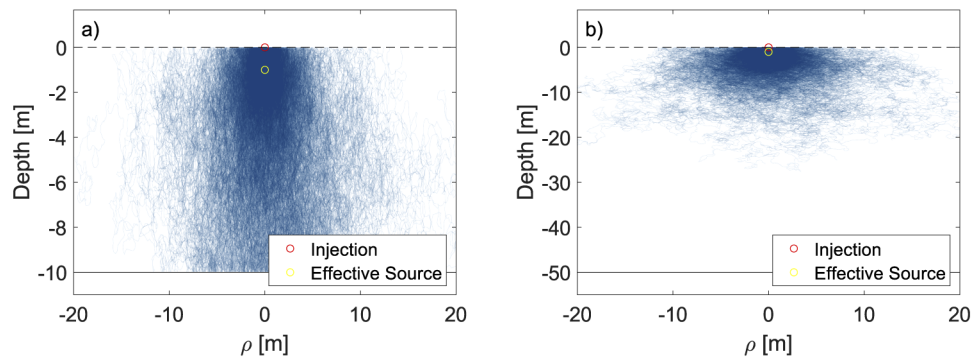 a)
0
-2
-4
-6
-8
-10
Depth [m]
Injection
Effective Source
-20
-10
0
10
20
ρ [m]
b)
0
-10
-20
-30
-40
-50
Depth [m]
Injection
Effective Source
-20
-10
0
10
20
ρ [m]